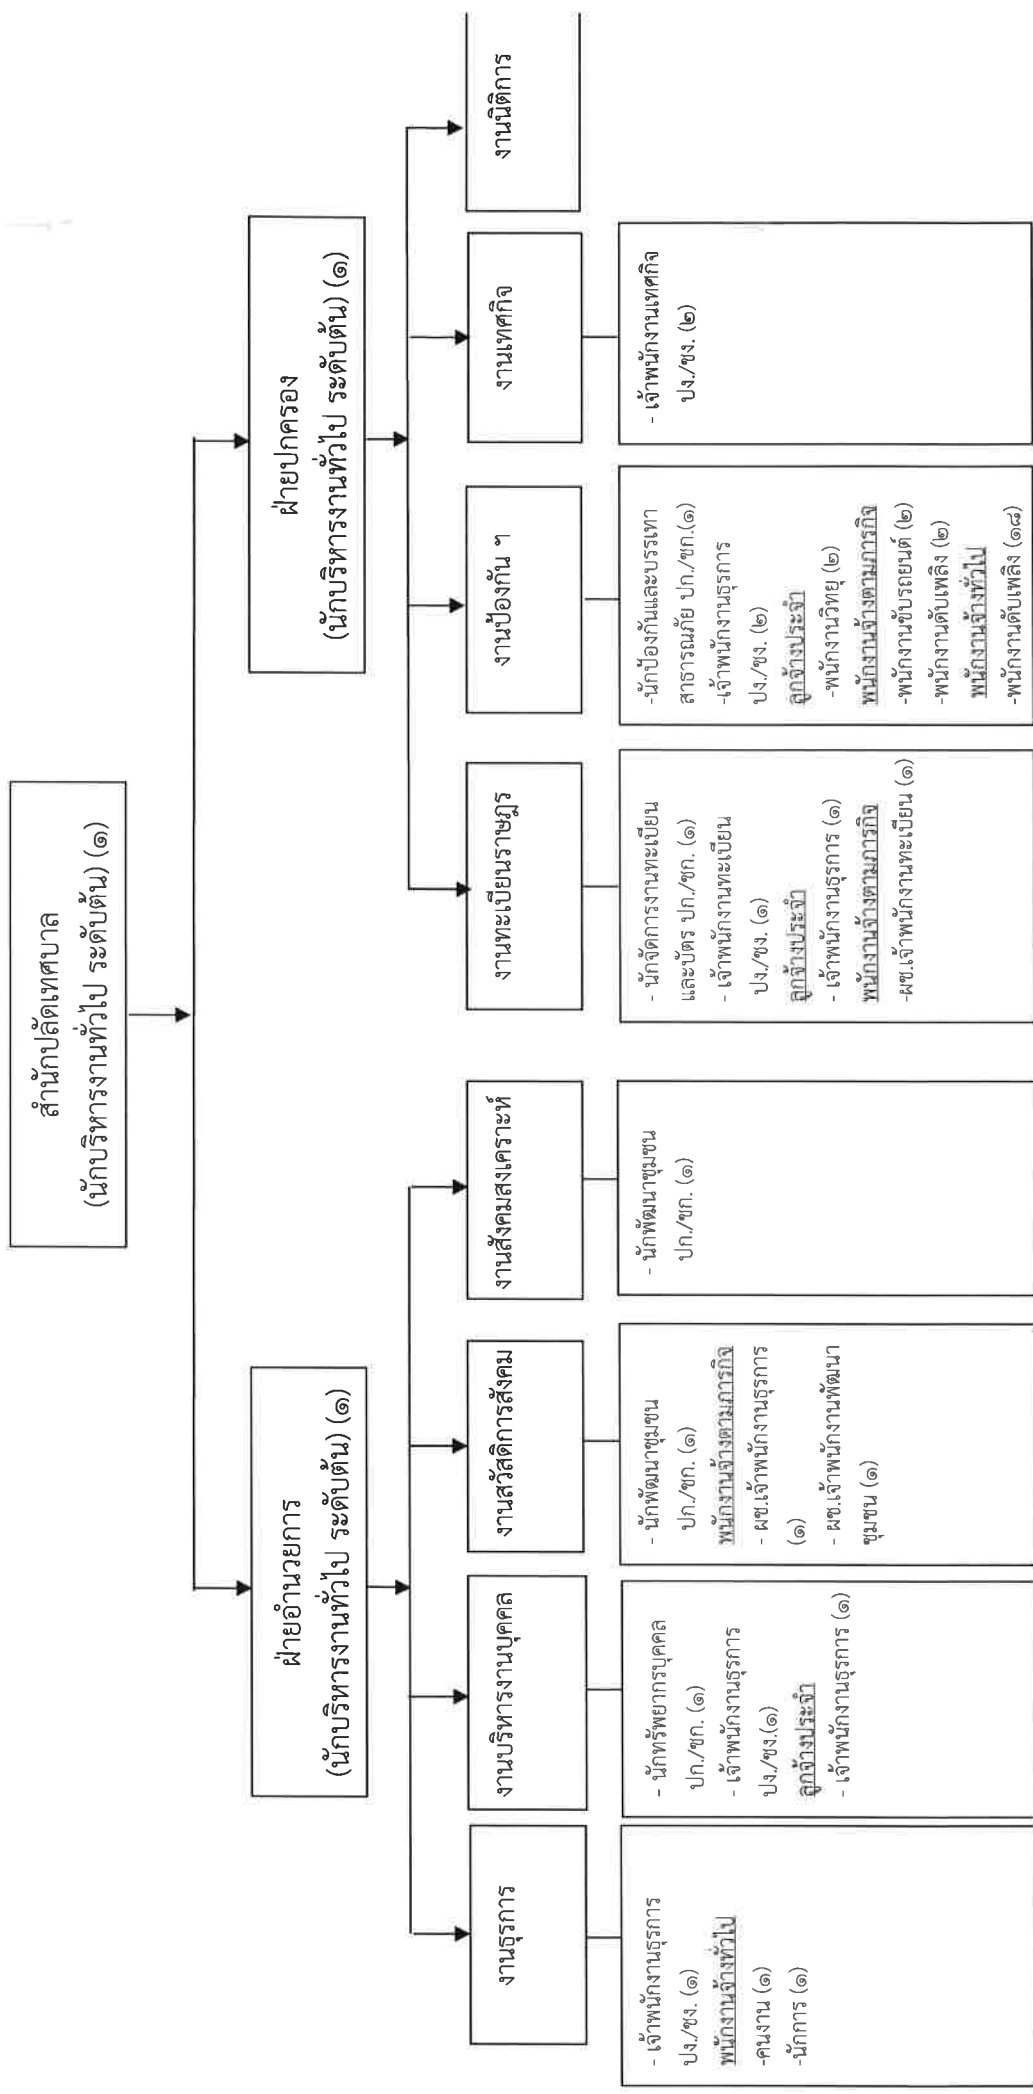 สำนักปลัดเทศบาล
(นักบริหารงานทั่วไป ระดับต้น) (๑)
ฝ่ายอำนวยการ
(นักบริหารงานทั่วไป ระดับต้น) (๑)
ฝ่ายปกครอง
(นักบริหารงานทั่วไป ระดับต้น) (๑)
งานธุรการ
งานบริหารงานบุคคล
งานสวัสดิการสังคม
งานสังคมสงเคราะห์
งานทะเบียนราษฎร
งานป้องกัน ฯ
งานเทศกิจ
งานนิติการ
- เจ้าพนักงานธุรการ
ปง./ชง. (๑)
พนักงานจ้างทั่วไป
-คนงาน (๑)
-นักการ (๑)
- นักทรัพยากรบุคคล
ปก./ชก. (๑)
- เจ้าพนักงานธุรการ
ปง./ชง.(๑)
ลูกจ้างประจำ
- เจ้าพนักงานธุรการ (๑)
- นักพัฒนาชุมชน
ปก./ชก. (๑)
พนักงานจ้างตามภารกิจ
- ผช.เจ้าพนักงานธุรการ
(๑)
- ผช.เจ้าพนักงานพัฒนา
ชุมชน (๑)
- นักพัฒนาชุมชน
ปก./ชก. (๑)
- นักจัดการงานทะเบียน
และบัตร ปก./ชก. (๑)
- เจ้าพนักงานทะเบียน
ปง./ชง. (๑)
ลูกจ้างประจำ
- เจ้าพนักงานธุรการ (๑)
พนักงานจ้างตามภารกิจ
-ผช.เจ้าพนักงานทะเบียน (๑)
-นักป้องกันและบรรเทา
สาธารณภัย ปก./ชก.(๑)
-เจ้าพนักงานธุรการ
ปง./ชง. (๒)
ลูกจ้างประจำ
-พนักงานวิทยุ (๒)
พนักงานจ้างตามภารกิจ
-พนักงานขับรถยนต์ (๒)
-พนักงานดับเพลิง (๒)
พนักงานจ้างทั่วไป
-พนักงานดับเพลิง (๑๘)
- เจ้าพนักงานเทศกิจ
ปง./ชง. (๒)